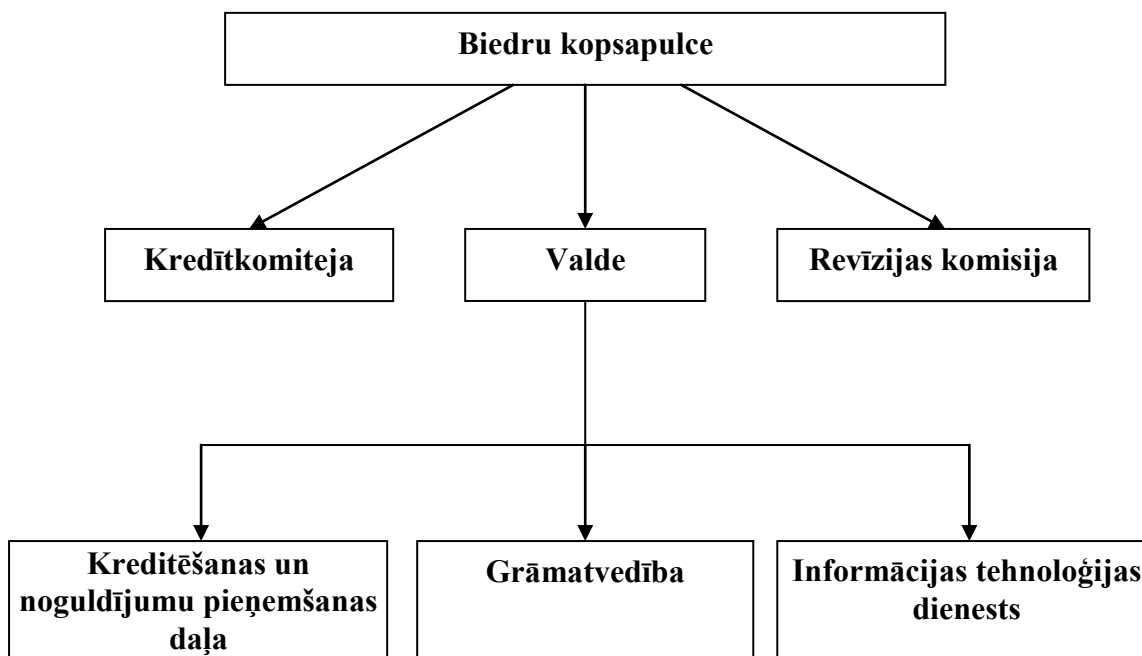 Biedru kopsapulce
Kredītkomiteja
Valde
Revīzijas komisija
Kreditēšanas un
noguldījumu pieņemšanas
daļa
Grāmatvedība
Informācijas tehnoloģijas
dienests